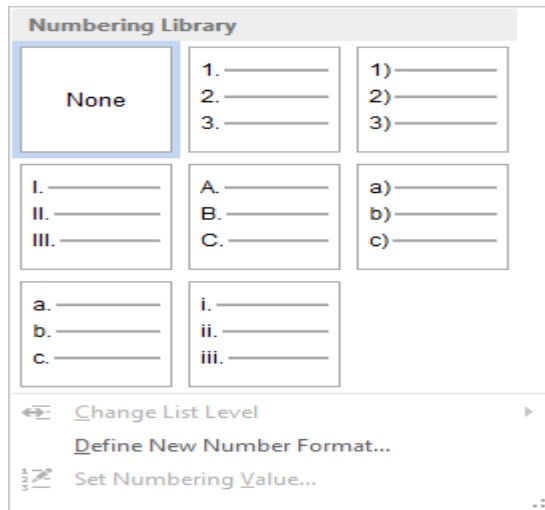 Numbering Library
None
1.
2.
3.
1)
2)
3)
I.
II.
III.
A.
B.
C.
a)
b)
c)
a.
b.
c.
i.
ii.
iii.
Change List Level
Define New Number Format...
Set Numbering Value...